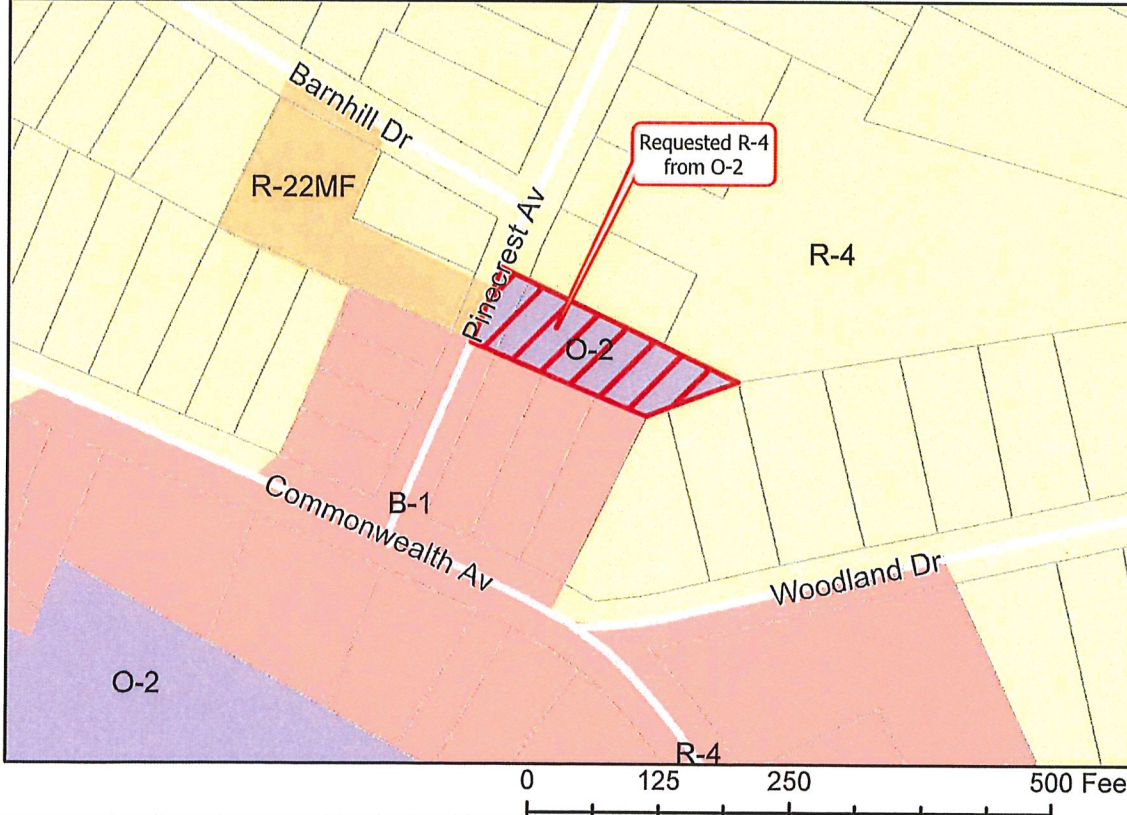 Barnhill Dr
Requested R-4
from O-2
R-22MF
Pinecrest Av
R-4
O-2
Commonwealth Av
B-1
Woodland Dr
O-2
R-4
0 125 250 500 Fee